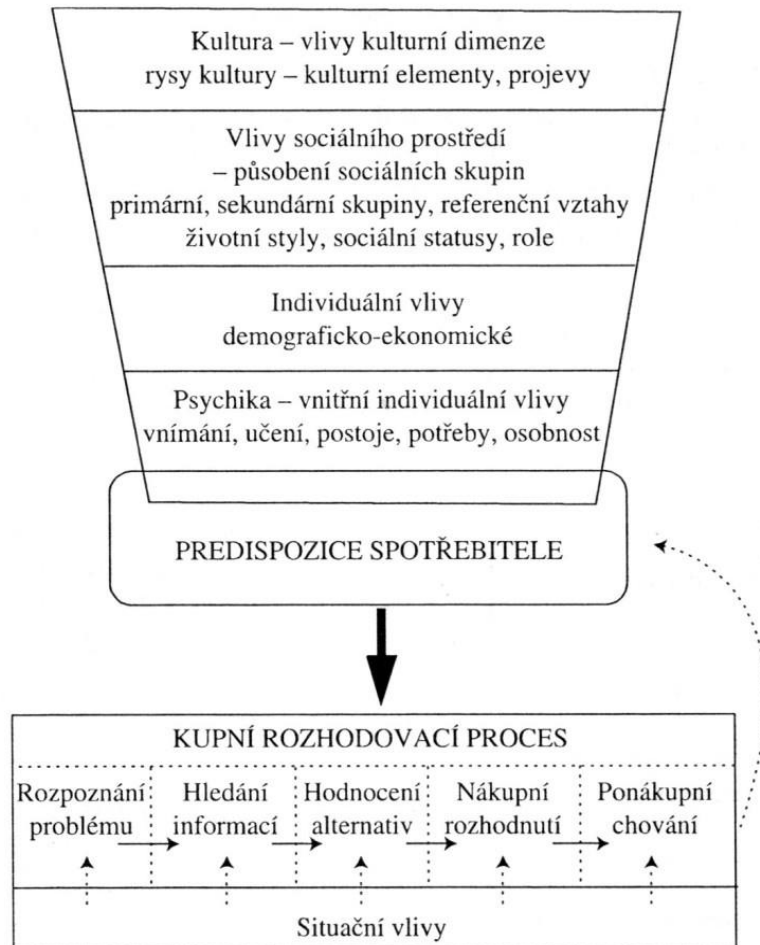 Kultura – vlivy kulturní dimenze
rysy kultury – kulturní elementy, projevy
Vlivy sociálního prostředí
– působení sociálních skupin
primární, sekundární skupiny, referenční vztahy
životní styly, sociální statusy, role
Individuální vlivy
demograficko-ekonomické
Psychika – vnitřní individuální vlivy
vnímání, učení, postoje, potřeby, osobnost
PREDISPOZICE SPOTŘEBITELE
KUPNÍ ROZHODOVACÍ PROCES
Rozpoznání
problému
Hledání
informací
Hodnocení
alternativ
Nákupní
rozhodnutí
Ponákupní
chování
Situační vlivy